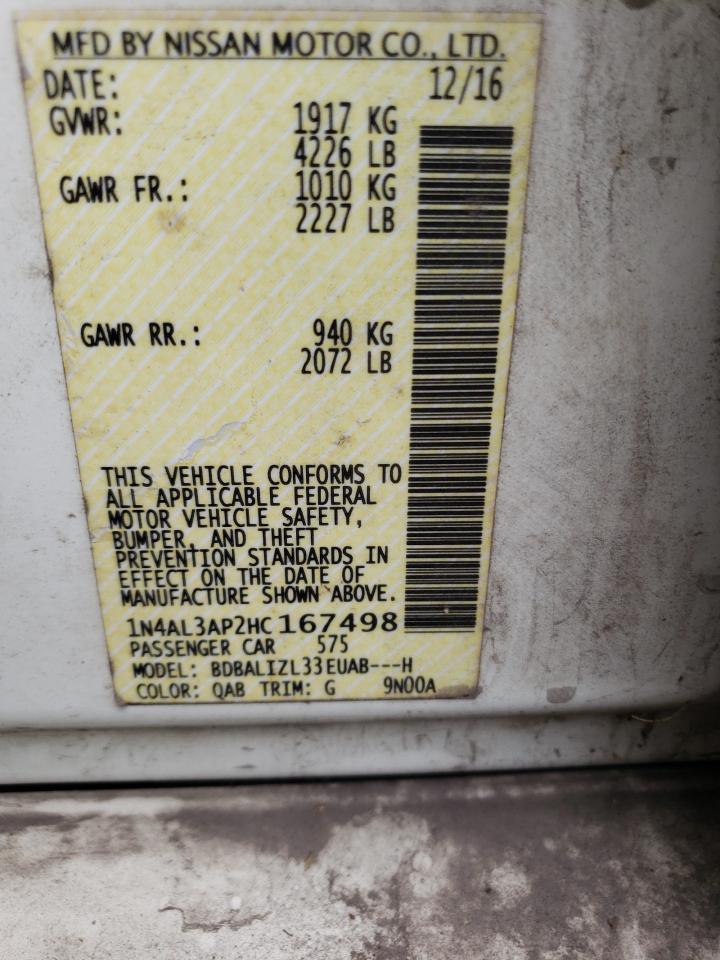 MFD BY NISSAN MOTOR CO., LTD.
DATE: 12/16
GVWR: 1917 KG
4226 LB
GAWR FR.: 1010 KG
2227 LB
GAWR RR.: 940 KG
2072 LB
THIS VEHICLE CONFORMS TO
ALL APPLICABLE FEDERAL
MOTOR VEHICLE SAFETY,
BUMPER, AND THEFT
PREVENTION STANDARDS IN
EFFECT ON THE DATE OF
MANUFACTURE SHOWN ABOVE.
1N4AL3AP2HC167498
PASSENGER CAR 575
MODEL: BDBALIZL33EUAB---H
COLOR: QAB TRIM: G 9N00A